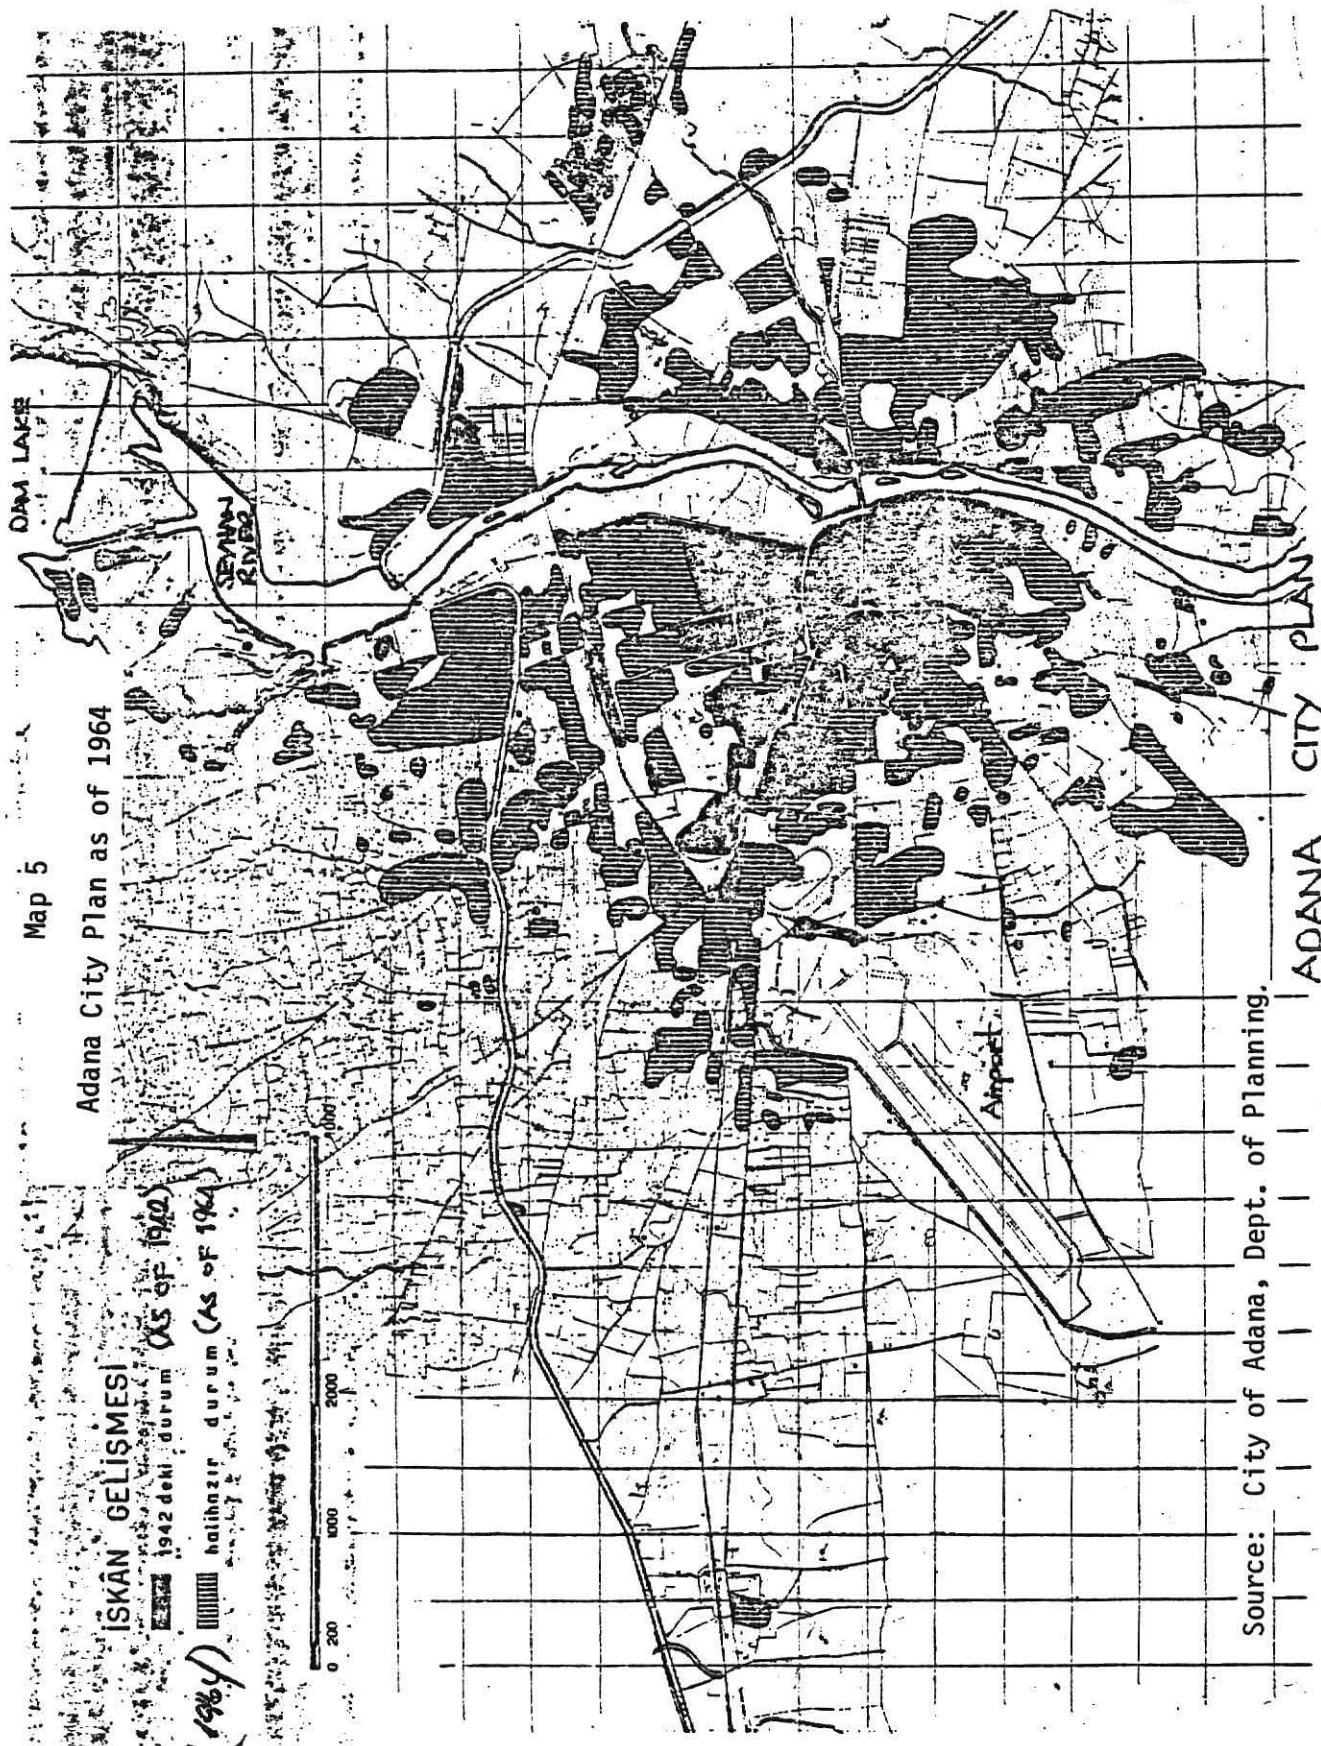 Map 5
Adana City Plan as of 1964
İSKÂN GELİŞMESİ
1942 deki durum (AS OF 1942)
(1964) halihazır durum (AS OF 1964)
0 200 1000 2000
DAM LAKE
SEYHAN
RIVER
Airport
Source: City of Adana, Dept. of Planning.
ADANA CITY PLAN